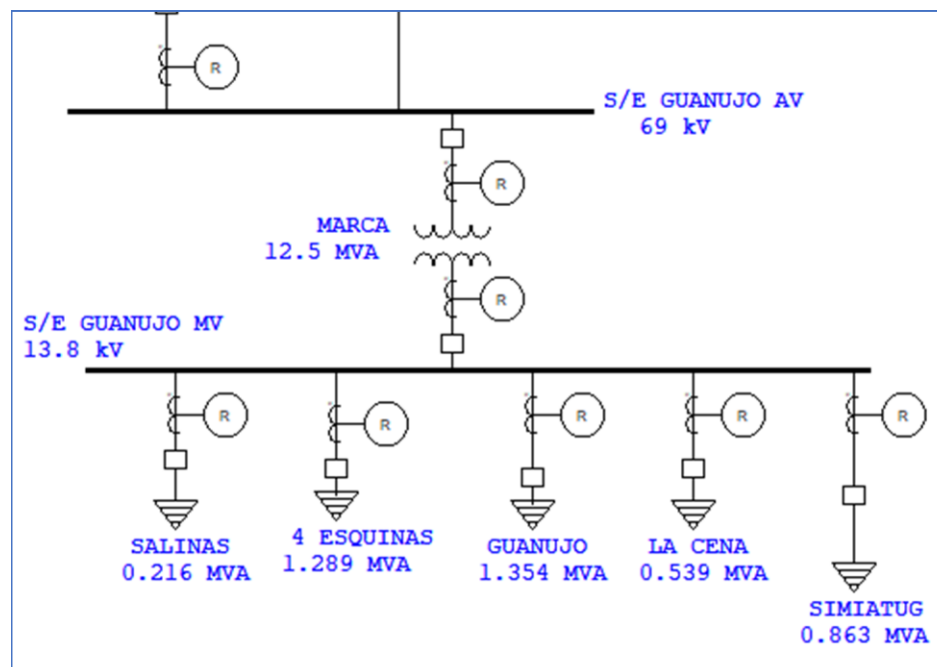 R
S/E GUANUJO AV
69 kV
R
MARCA
12.5 MVA
R
S/E GUANUJO MV
13.8 kV
R
R
R
R
R
SALINAS
0.216 MVA
4 ESQUINAS
1.289 MVA
GUANUJO
1.354 MVA
LA CENA
0.539 MVA
SIMIATUG
0.863 MVA